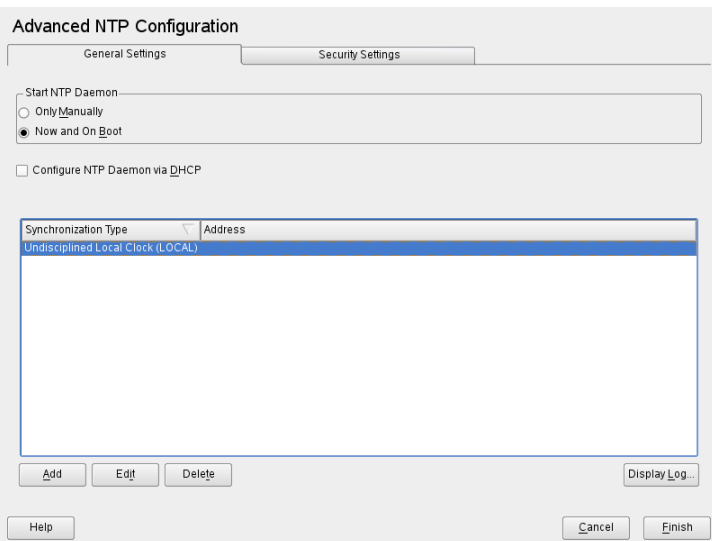 Advanced NTP Configuration
General Settings Security Settings
Start NTP Daemon
Only Manually
Now and On Boot
Configure NTP Daemon via DHCP
Synchronization Type Address
Undisciplined Local Clock (LOCAL)
Add Edit Delete Display Log...
Help Cancel Finish